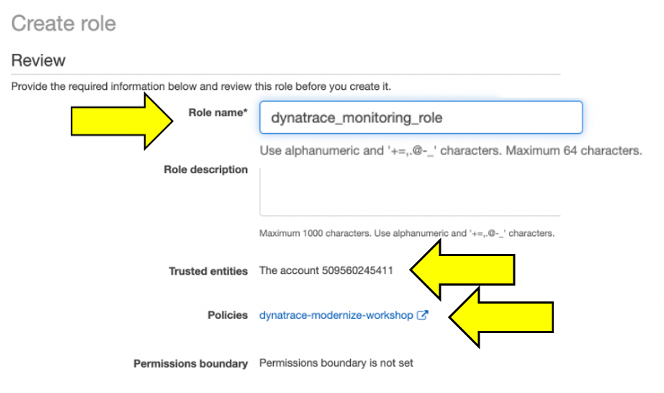 Create role
Review
Provide the required information below and review this role before you create it.
Role name* dynatrace_monitoring_role
Use alphanumeric and '+=,.@-_' characters. Maximum 64 characters.
Role description
Maximum 1000 characters. Use alphanumeric and '+=,.@-_' characters.
Trusted entities The account 509560245411
Policies dynatrace-modernize-workshop
Permissions boundary Permissions boundary is not set